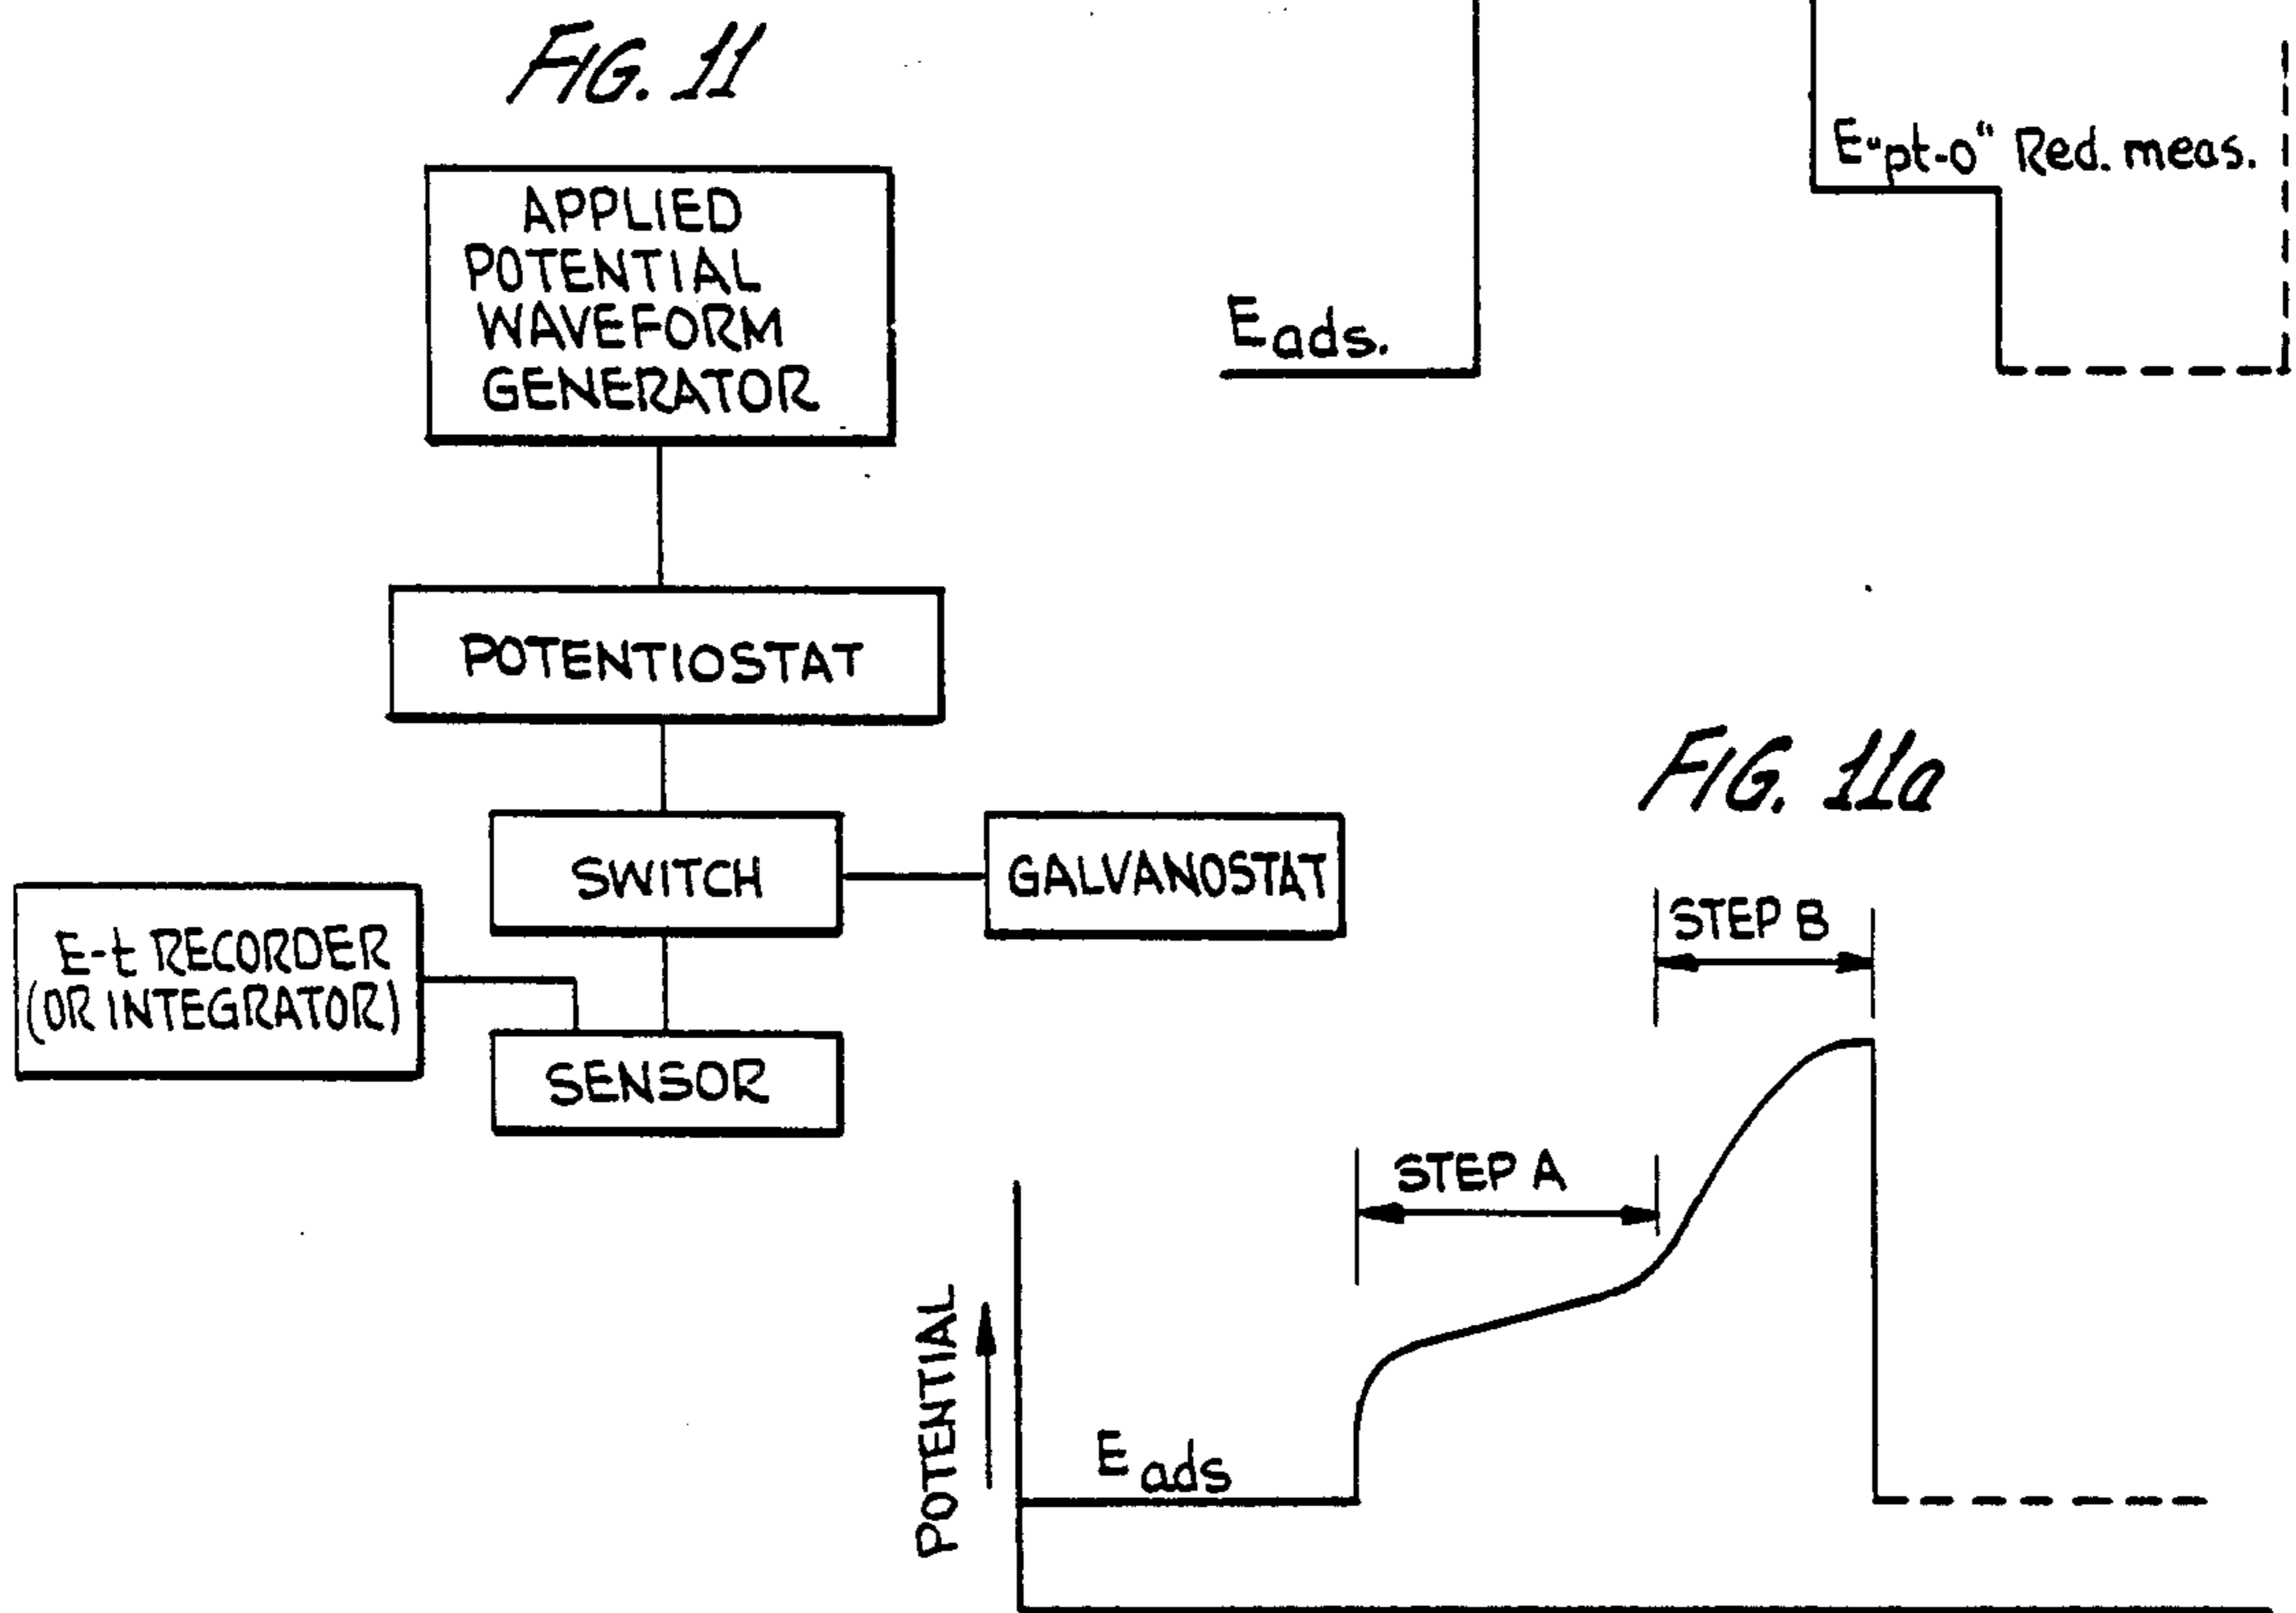 FIG. 11
APPLIED
POTENTIAL
WAVEFORM
GENERATOR
POTENTIOSTAT
SWITCH
GALVANOSTAT
E-t RECORDER
(OR INTEGRATOR)
SENSOR
E"pt-o" Red. meas.
Eads.
FIG. 11a
STEP B
STEP A
POTENTIAL
E ads